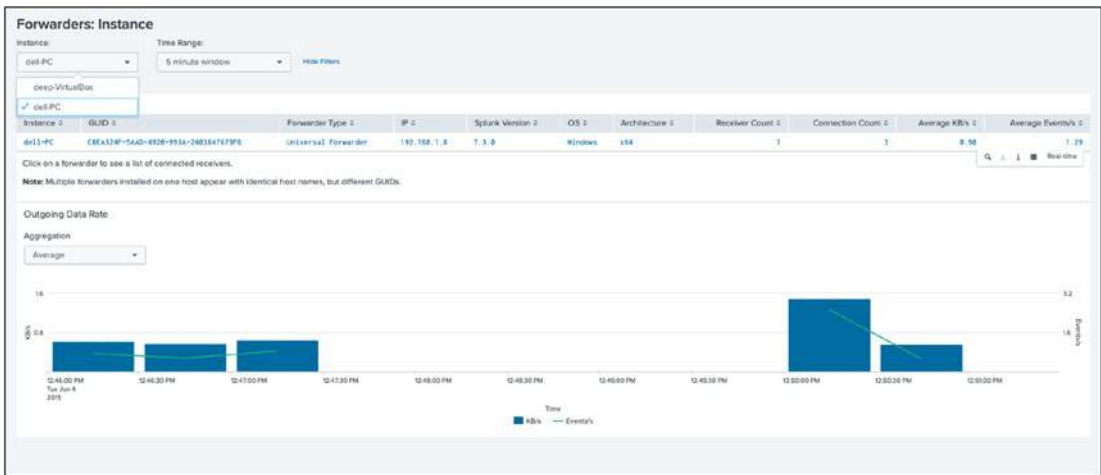 Forwarders: Instance
Instance: Time Range:
dell-PC 5 minute window Hide Filters
deep-VirtualBox
dell-PC
Instance GUID Forwarder Type IP Splunk Version OS Architecture Receiver Count Connection Count Average KB/s Average Events/s
dell-PC Universal Forwarder 192.168.1.8 7.3.0 Windows x64 1 1 0.50 1.29
Click on a forwarder to see a list of connected receivers. Real-time
Note: Multiple forwarders installed on one host appear with identical host names, but different GUIDs.
Outgoing Data Rate
Aggregation
Average
1.6 3.2
KB/s 0.8 1.6 Events/s
12:46:00 PM 12:46:30 PM 12:47:00 PM 12:47:30 PM 12:48:00 PM 12:48:30 PM 12:49:00 PM 12:49:30 PM 12:50:00 PM 12:50:30 PM 12:51:00 PM
Tue Jun 4
2019
Time
KB/s Events/s